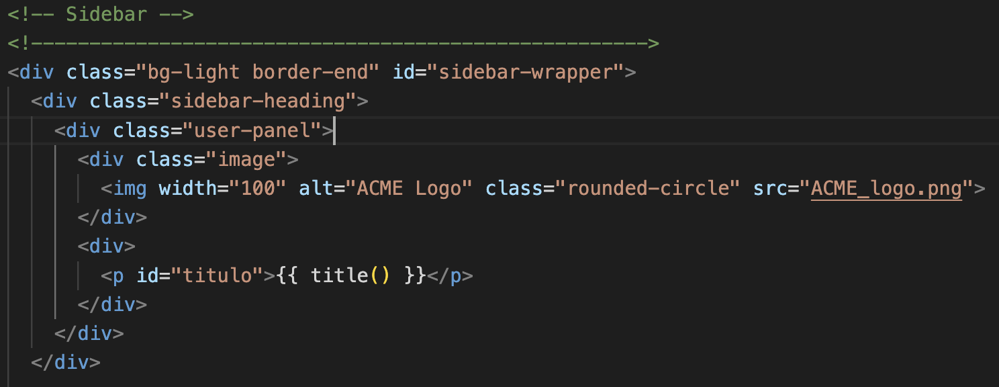 <!-- Sidebar -->
<!----------------------------------------------------->
<div class="bg-light border-end" id="sidebar-wrapper">
<div class="sidebar-heading">
<div class="user-panel">
<div class="image">
<img width="100" alt="ACME Logo" class="rounded-circle" src="ACME_logo.png">
</div>
<div>
<p id="titulo">{{ title() }}</p>
</div>
</div>
</div>